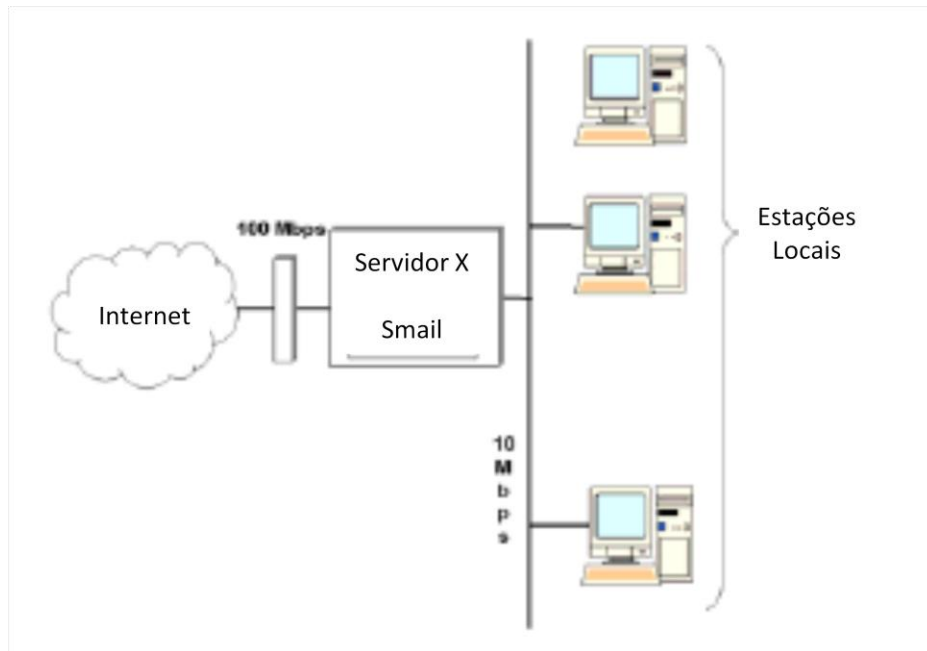 100 Mbps
Servidor X
Estações
Locais
Internet
Smail
10
M
b
p
s